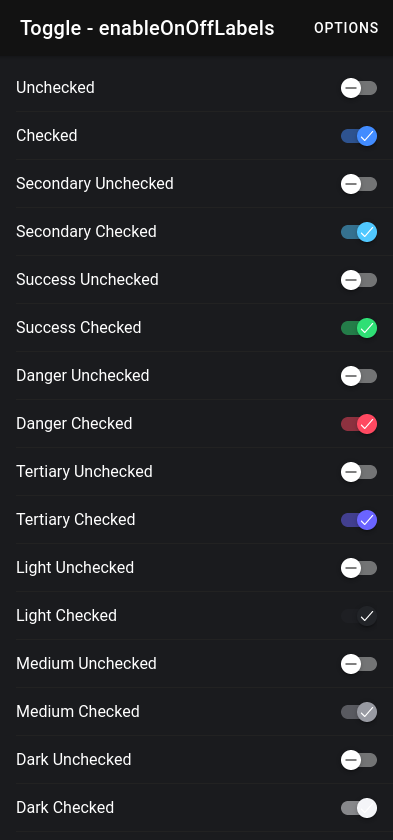 Toggle - enableOnOffLabels OPTIONS
Unchecked
Checked
Secondary Unchecked
Secondary Checked
Success Unchecked
Success Checked
Danger Unchecked
Danger Checked
Tertiary Unchecked
Tertiary Checked
Light Unchecked
Light Checked
Medium Unchecked
Medium Checked
Dark Unchecked
Dark Checked